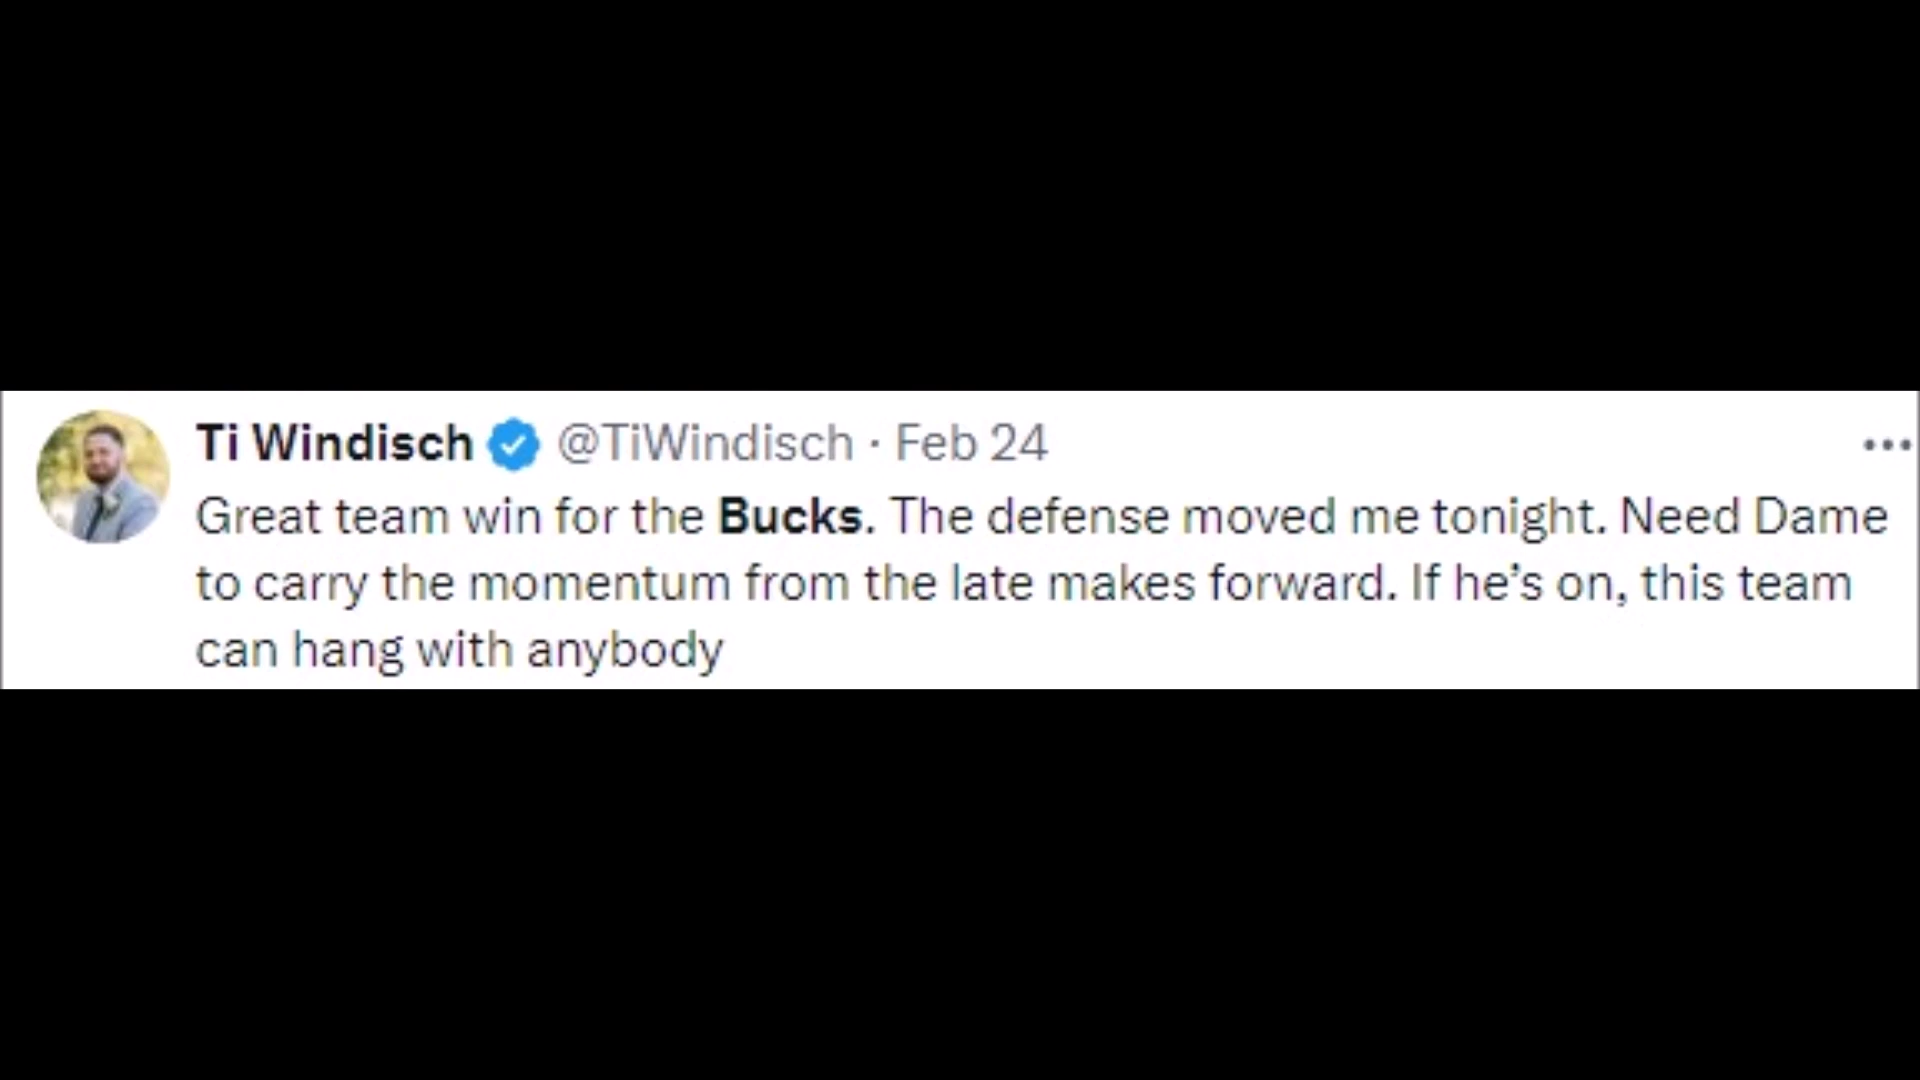 Ti Windisch @TiWindisch · Feb 24
Great team win for the Bucks. The defense moved me tonight. Need Dame
to carry the momentum from the late makes forward. If he’s on, this team
can hang with anybody